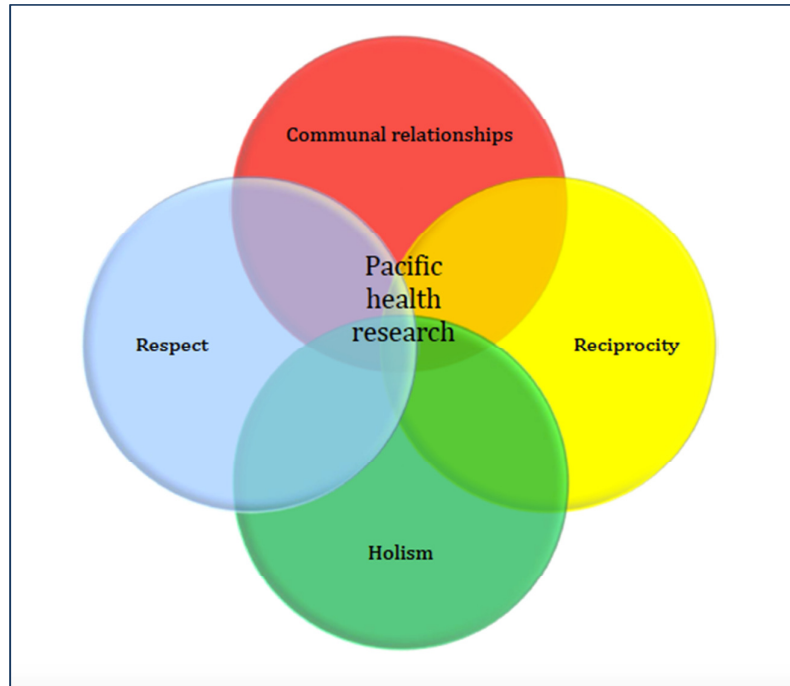 Communal relationships
Pacific
health
research
Respect
Reciprocity
Holism